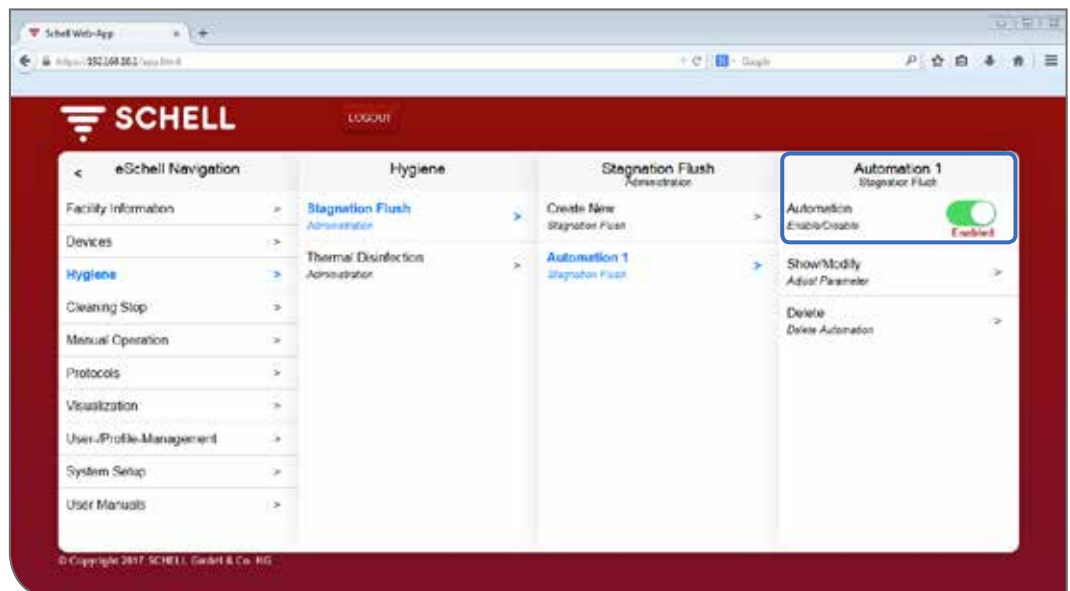 Schell Web-App
Google
SCHELL
LOGOUT
eSchell Navigation
Facility Information
Devices
Hygiene
Cleaning Stop
Manual Operation
Protocols
Visualization
User-/Profile-Management
System Setup
User Manuals
Hygiene
Stagnation Flush
Administration
Thermal Disinfection
Administration
Stagnation Flush
Administration
Create New
Stagnation Flush
Automation 1
Stagnation Flush
Automation 1
Stagnation Flush
Automation
Enable/Disable
Enabled
Show/Modify
Adjust Parameter
Delete
Delete Automation
© Copyright 2017 SCHELL GmbH & Co. KG